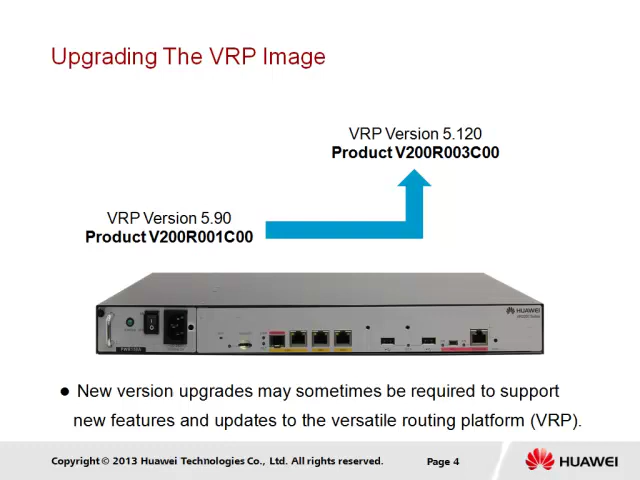 Upgrading The VRP Image
VRP Version 5.120
Product V200R003C00
VRP Version 5.90
Product V200R001C00
HUAWEI
● New version upgrades may sometimes be required to support
new features and updates to the versatile routing platform (VRP).
Copyright © 2013 Huawei Technologies Co., Ltd. All rights reserved.
Page 4
HUAWEI